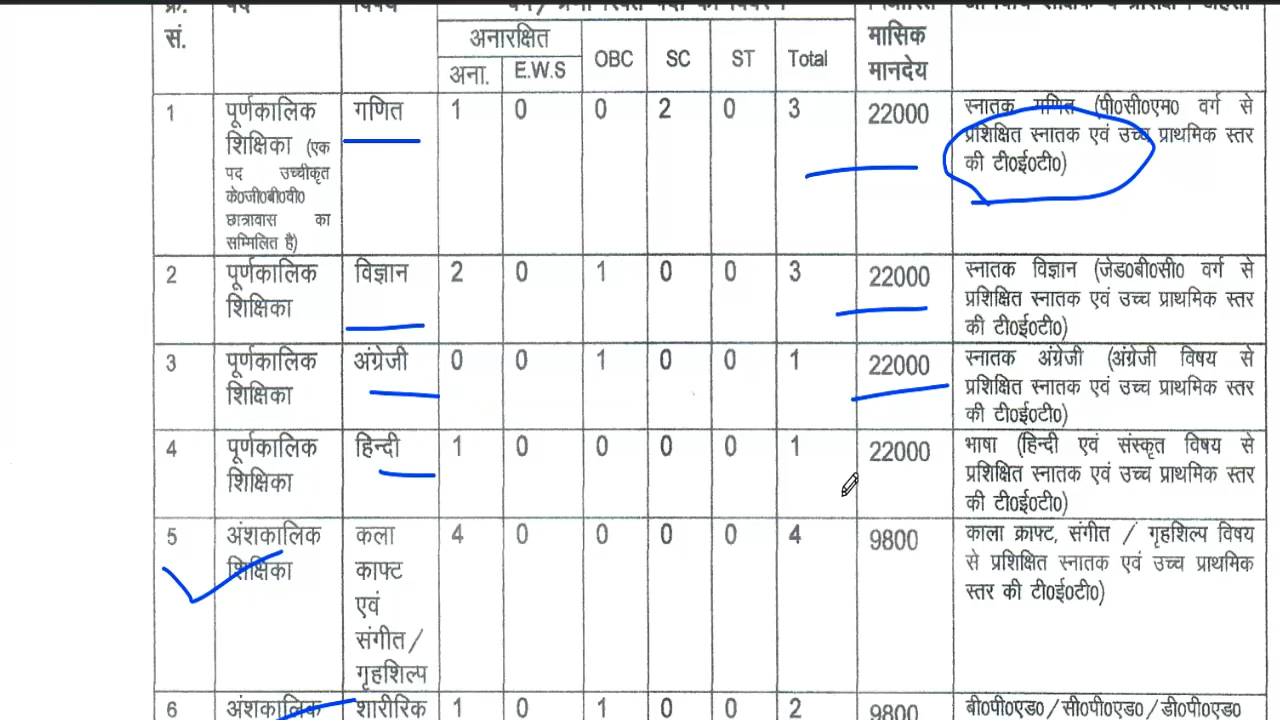 सं.
मासिक
मानदेय
अनारक्षित
अना. E.W.S OBC SC ST Total
1 पूर्णकालिक शिक्षिका (एक पद उच्चीकृत के0जी0बी0वी0 छात्रावास का सम्मिलित है) गणित 1 0 0 2 0 3 22000 स्नातक गणित (पी0सी0एम0 वर्ग से प्रशिक्षित स्नातक एवं उच्च प्राथमिक स्तर की टी0ई0टी0)
2 पूर्णकालिक शिक्षिका विज्ञान 2 0 1 0 0 3 22000 स्नातक विज्ञान (जेड0बी0सी0 वर्ग से प्रशिक्षित स्नातक एवं उच्च प्राथमिक स्तर की टी0ई0टी0)
3 पूर्णकालिक शिक्षिका अंग्रेजी 0 0 1 0 0 1 22000 स्नातक अंग्रेजी (अंग्रेजी विषय से प्रशिक्षित स्नातक एवं उच्च प्राथमिक स्तर की टी0ई0टी0)
4 पूर्णकालिक शिक्षिका हिन्दी 1 0 0 0 0 1 22000 भाषा (हिन्दी एवं संस्कृत विषय से प्रशिक्षित स्नातक एवं उच्च प्राथमिक स्तर की टी0ई0टी0)
5 अंशकालिक शिक्षिका कला काफ्ट एवं संगीत/ गृहशिल्प 4 0 0 0 0 4 9800 काला क्राफ्ट, संगीत / गृहशिल्प विषय से प्रशिक्षित स्नातक एवं उच्च प्राथमिक स्तर की टी0ई0टी0)
6 अंशकालिक शारीरिक 1 0 1 0 0 2 9800 बी0पी0एड0/सी0पी0एड0/डी0पी0एड0